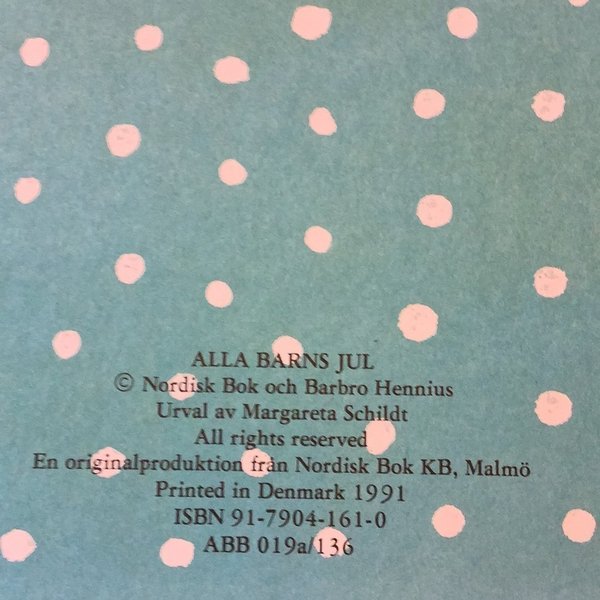 ALLA BARNS JUL
© Nordisk Bok och Barbro Hennius
Urval av Margareta Schildt
All rights reserved
En originalproduktion från Nordisk Bok KB, Malmö
Printed in Denmark 1991
ISBN 91-7904-161-0
ABB 019a/136